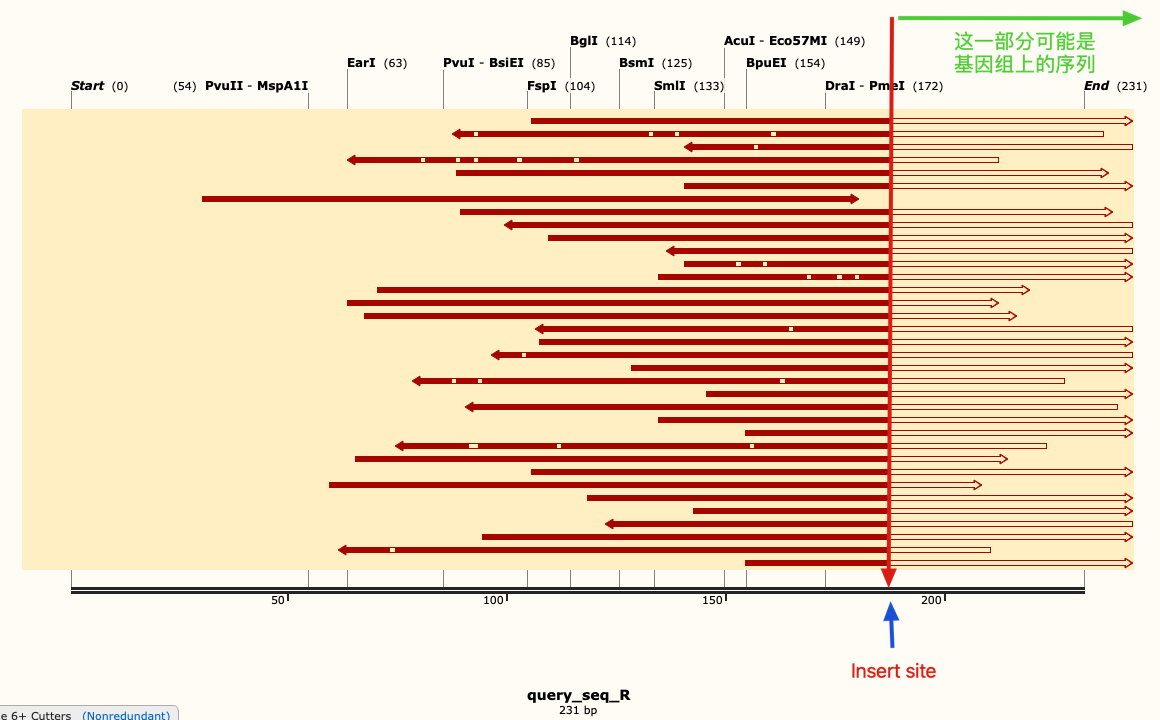 这一部分可能是
基因组上的序列
BglI (114)
AcuI - Eco57MI (149)
EarI (63)
PvuI - BsiEI (85)
BsmI (125)
BpuEI (154)
Start (0)
(54) PvuII - MspA1I
FspI (104)
SmlI (133)
DraI - PmeI (172)
End (231)
50
100
150
200
Insert site
query_seq_R
231 bp
e 6+ Cutters (Nonredundant)